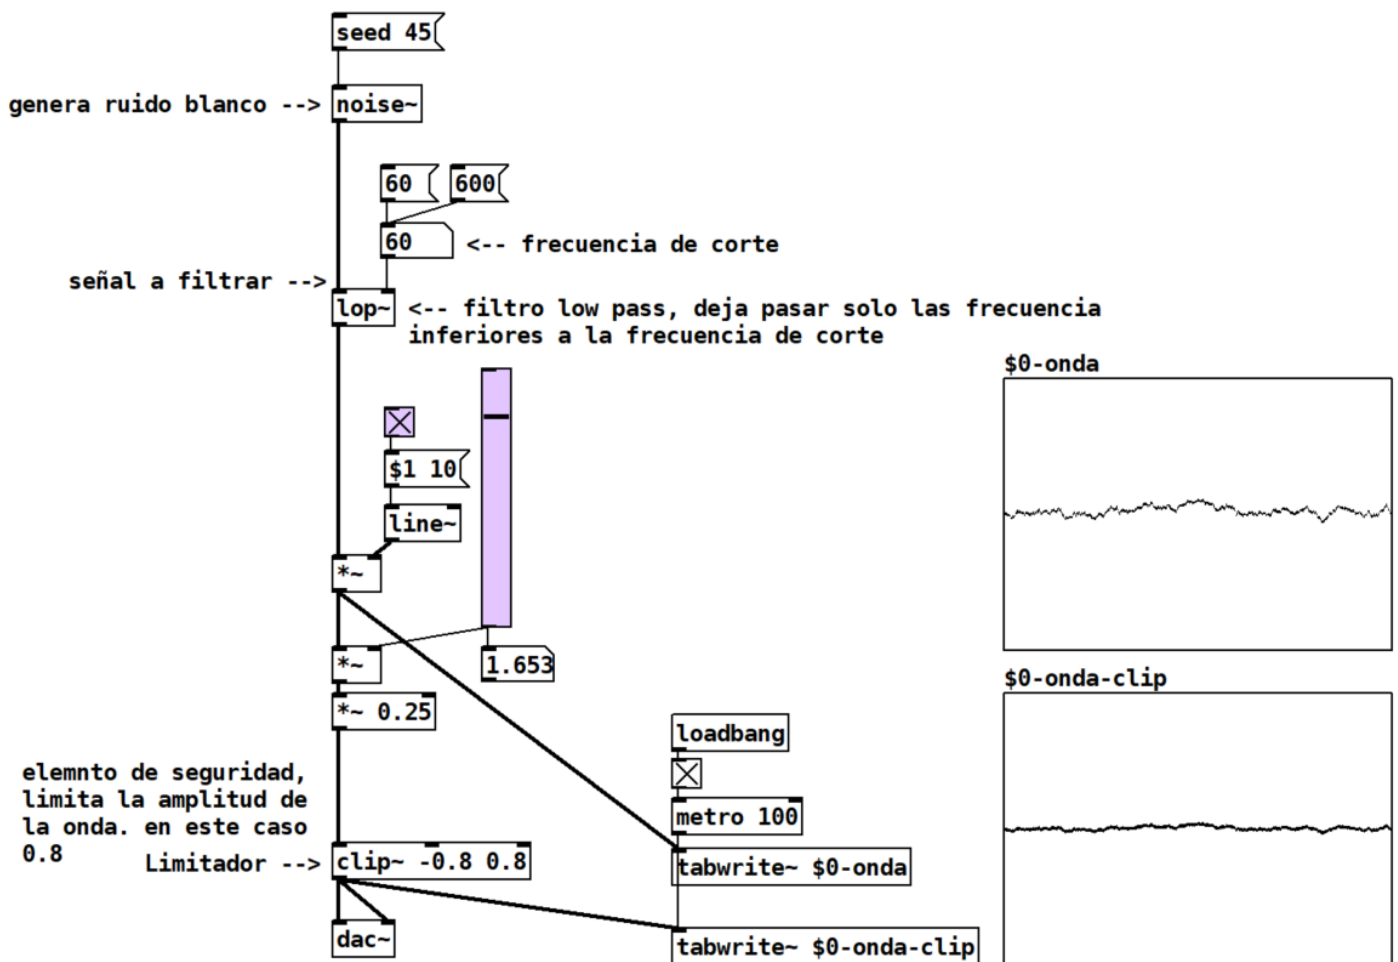 seed 45
genera ruido blanco --> noise~
60 600
60 <-- frecuencia de corte
señal a filtrar -->
lop~ <-- filtro low pass, deja pasar solo las frecuencia
inferiores a la frecuencia de corte
$0-onda
$1 10
line~
*~
*~ 1.653
$0-onda-clip
*~ 0.25
loadbang
elemnto de seguridad,
limita la amplitud de
la onda. en este caso
0.8
metro 100
Limitador --> clip~ -0.8 0.8
tabwrite~ $0-onda
dac~
tabwrite~ $0-onda-clip